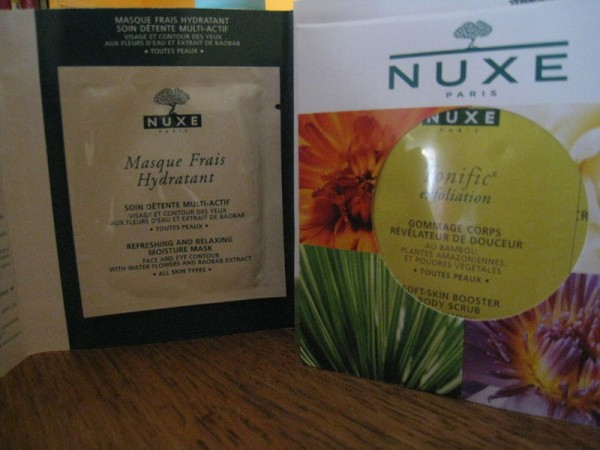 MASQUE FRAIS HYDRATANT
SOIN DÉTENTE MULTI-ACTIF
VISAGE ET CONTOUR DES YEUX
AUX FLEURS D'EAU ET EXTRAIT DE BAOBAB
• TOUTES PEAUX •
NUXE
PARIS
Masque Frais
Hydratant
SOIN DÉTENTE MULTI-ACTIF
VISAGE ET CONTOUR DES YEUX
AUX FLEURS D'EAU ET EXTRAIT DE BAOBAB
• TOUTES PEAUX •
REFRESHING AND RELAXING
MOISTURE MASK
FACE AND EYE CONTOUR
WITH WATER FLOWERS AND BAOBAB EXTRACT
• ALL SKIN TYPES •
NUXE
PARIS
NUXE
PARIS
onific
exfoliation
GOMMAGE CORPS
RÉVÉLATEUR DE DOUCEUR
AU BAMBOU,
PLANTES AMAZONIENNES,
ET POUDRES VÉGÉTALES
• TOUTES PEAUX •
OFT-SKIN BOOSTER
BODY SCRUB